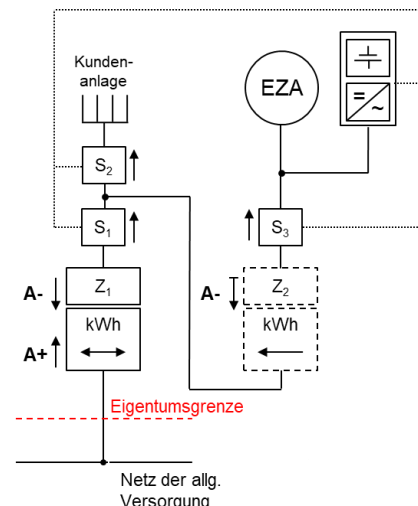 Kunden-
anlage
EZA
=
~
S2
S1
S3
A-
Z1
A-
Z2
A+
kWh
kWh
Eigentumsgrenze
Netz der allg.
Versorgung